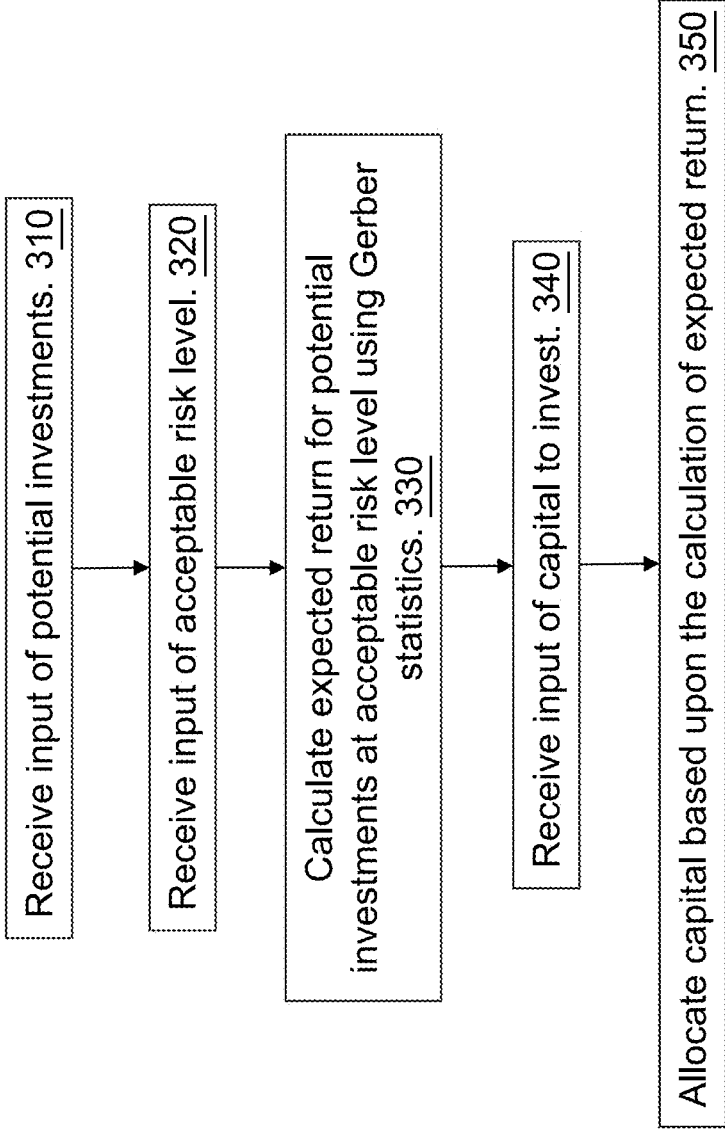 Receive input of potential investments. 310
Receive input of acceptable risk level. 320
Calculate expected return for potential
investments at acceptable risk level using Gerber
statistics. 330
Receive input of capital to invest. 340
Allocate capital based upon the calculation of expected return. 350